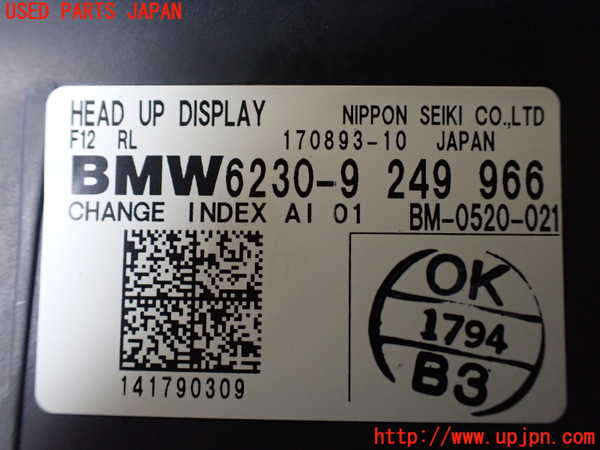 USED PARTS JAPAN
HEAD UP DISPLAY NIPPON SEIKI CO.,LTD
F12 RL 170893-10 JAPAN
BMW6230-9 249 966
CHANGE INDEX AI 01 BM-0520-021
OK
1794
B3
141790309
http://www.upjpn.com